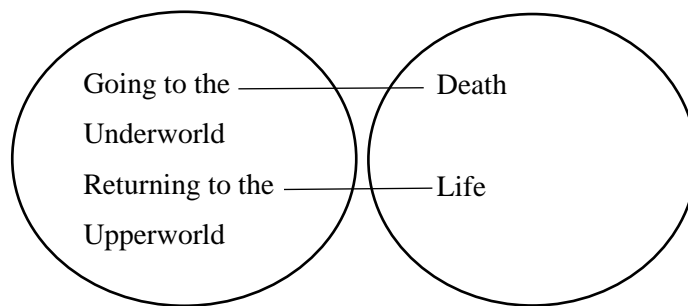 Going to the
Death
Underworld
Returning to the
Life
Upperworld